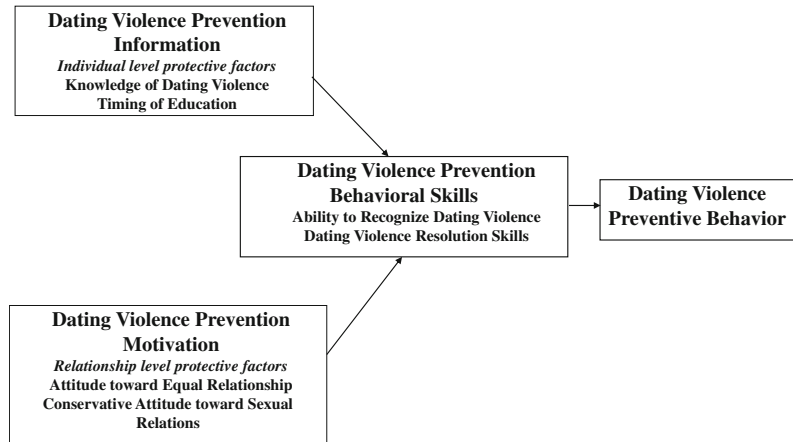 Dating Violence Prevention
Information
Individual level protective factors
Knowledge of Dating Violence
Timing of Education
Dating Violence Prevention
Behavioral Skills
Ability to Recognize Dating Violence
Dating Violence Resolution Skills
Dating Violence
Preventive Behavior
Dating Violence Prevention
Motivation
Relationship level protective factors
Attitude toward Equal Relationship
Conservative Attitude toward Sexual
Relations